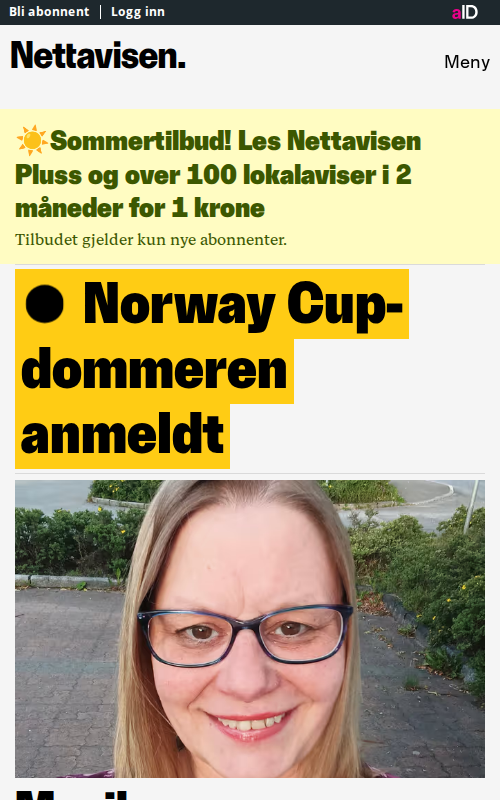 Bli abonnent | Logg inn
aID
Nettavisen.
Meny
Sommertilbud! Les Nettavisen
Pluss og over 100 lokalaviser i 2
måneder for 1 krone
Tilbudet gjelder kun nye abonnenter.
Norway Cup-
dommeren
anmeldt